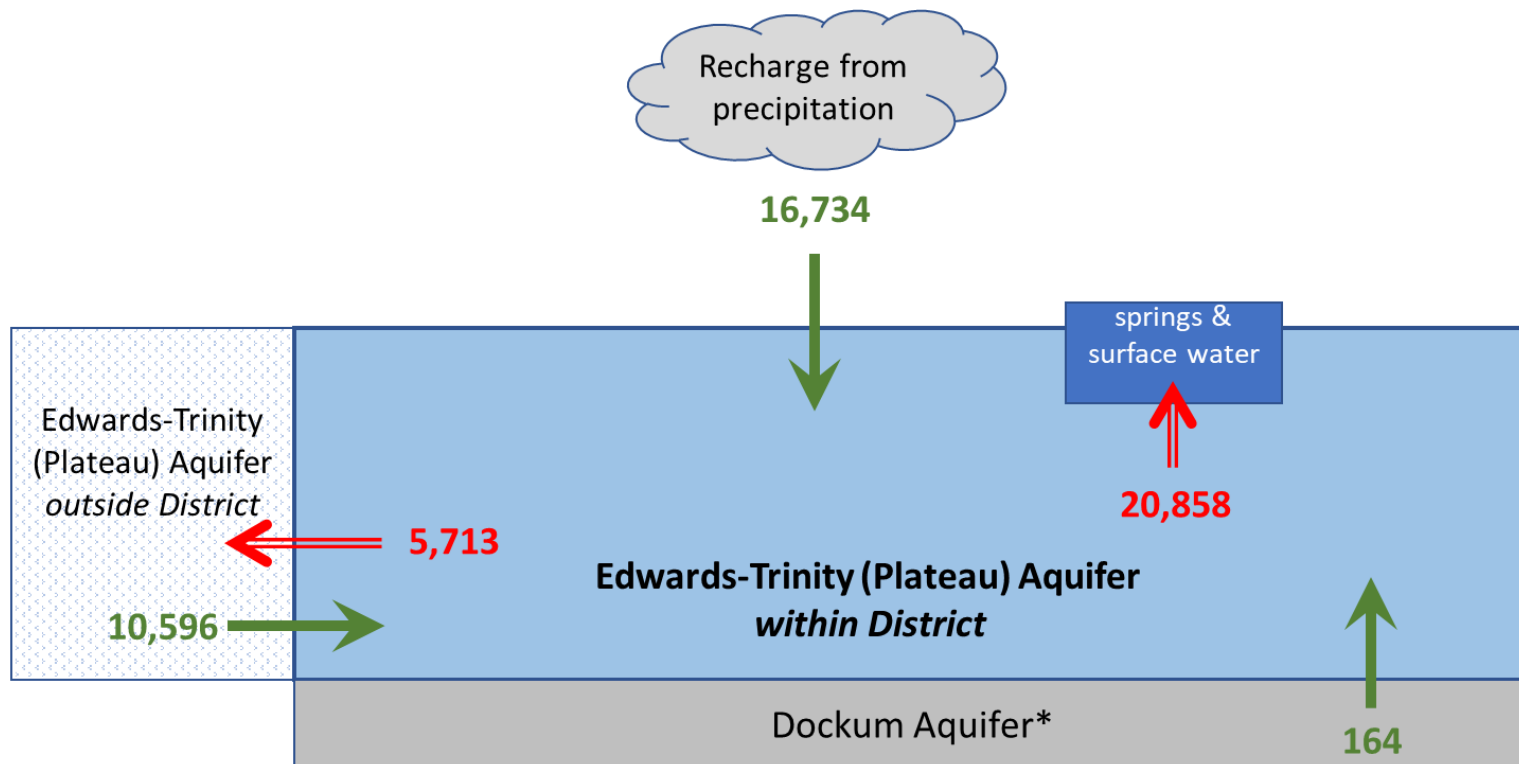 Recharge from
precipitation
16,734
springs &
surface water
Edwards-Trinity
(Plateau) Aquifer
outside District
20,858
5,713
Edwards-Trinity (Plateau) Aquifer
within District
10,596
Dockum Aquifer*
164